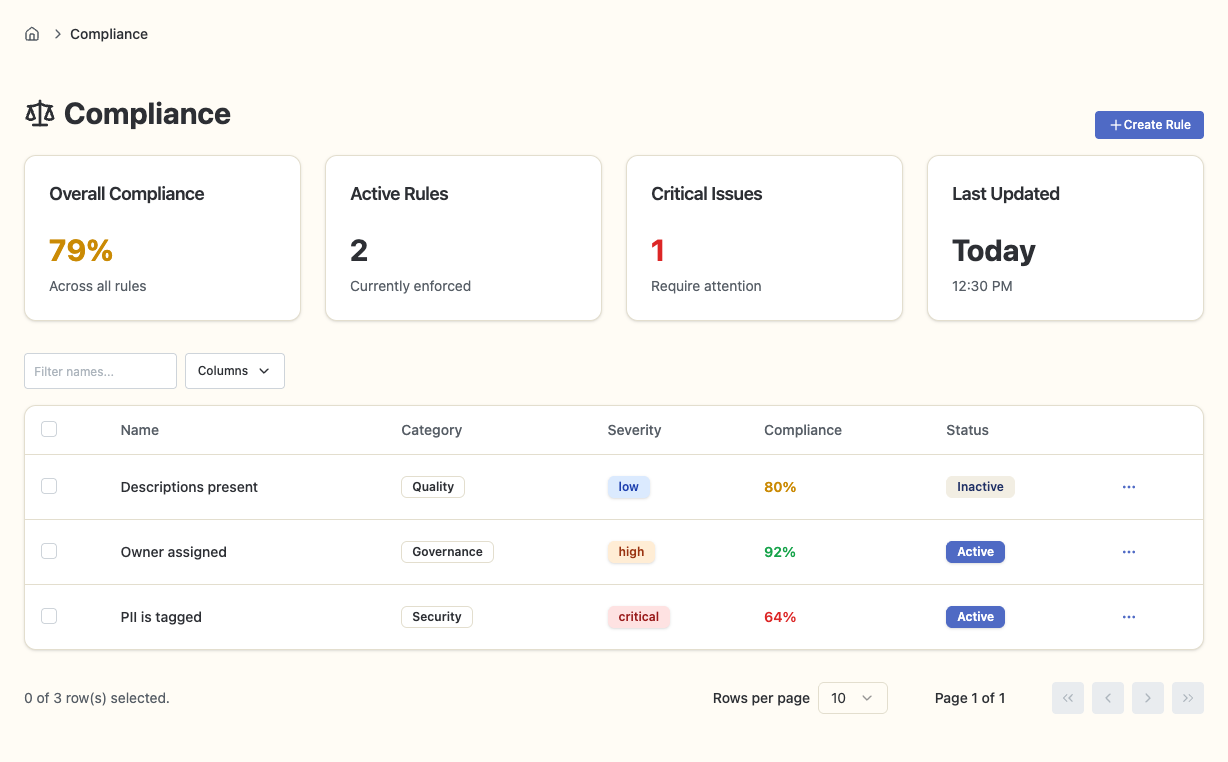 Compliance
Compliance
Create Rule
Overall Compliance
79%
Across all rules
Active Rules
2
Currently enforced
Critical Issues
1
Require attention
Last Updated
Today
12:30 PM
Filter names...
Columns
Name Category Severity Compliance Status
Descriptions present Quality low 80% Inactive
Owner assigned Governance high 92% Active
PII is tagged Security critical 64% Active
0 of 3 row(s) selected.
Rows per page 10 Page 1 of 1